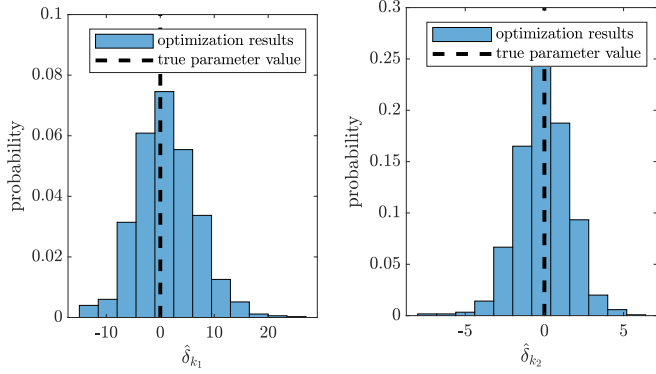 0.1
0.08
0.06
0.04
0.02
0
probability
optimization results
true parameter value
-10 0 10 20
δ̂_{k_1}
0.3
0.25
0.2
0.15
0.1
0.05
0
probability
optimization results
true parameter value
-5 0 5
δ̂_{k_2}